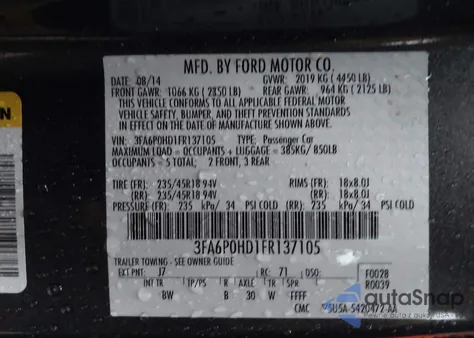 MFD. BY FORD MOTOR CO.
DATE: 08/14 GVWR: 2019 KG ( 4450 LB)
FRONT GAWR: 1066 KG ( 2350 LB) REAR GAWR: 964 KG ( 2125 LB)
THIS VEHICLE CONFORMS TO ALL APPLICABLE FEDERAL MOTOR
VEHICLE SAFETY, BUMPER, AND THEFT PREVENTION STANDARDS
IN EFFECT ON THE DATE OF MANUFACTURE SHOWN ABOVE.
VIN: 3FA6P0HD1FR137105 TYPE: Passenger Car
MAXIMUM LOAD = OCCUPANTS + LUGGAGE = 385KG/ 850LB
OCCUPANTS = 5 TOTAL: 2 FRONT, 3 REAR
TIRE (FR): 235/45R18 94V RIMS (FR): 18x8.0J
(RR): 235/45R18 94V (RR): 18x8.0J
PRESSURE (FR): 235 kPa/ 34 PSI COLD (RR): 235 kPa/ 34 PSI COLD
3FA6P0HD1FR137105
TRAILER TOWING - SEE OWNER GUIDE
EXT PNT: J7 RC: 71 DSO: F0028
R0039
INT TR TP/PS R AXLE TR SPR
BW B 30 W FFFF
autoSnap
CMC 5U5A-5420472-AA